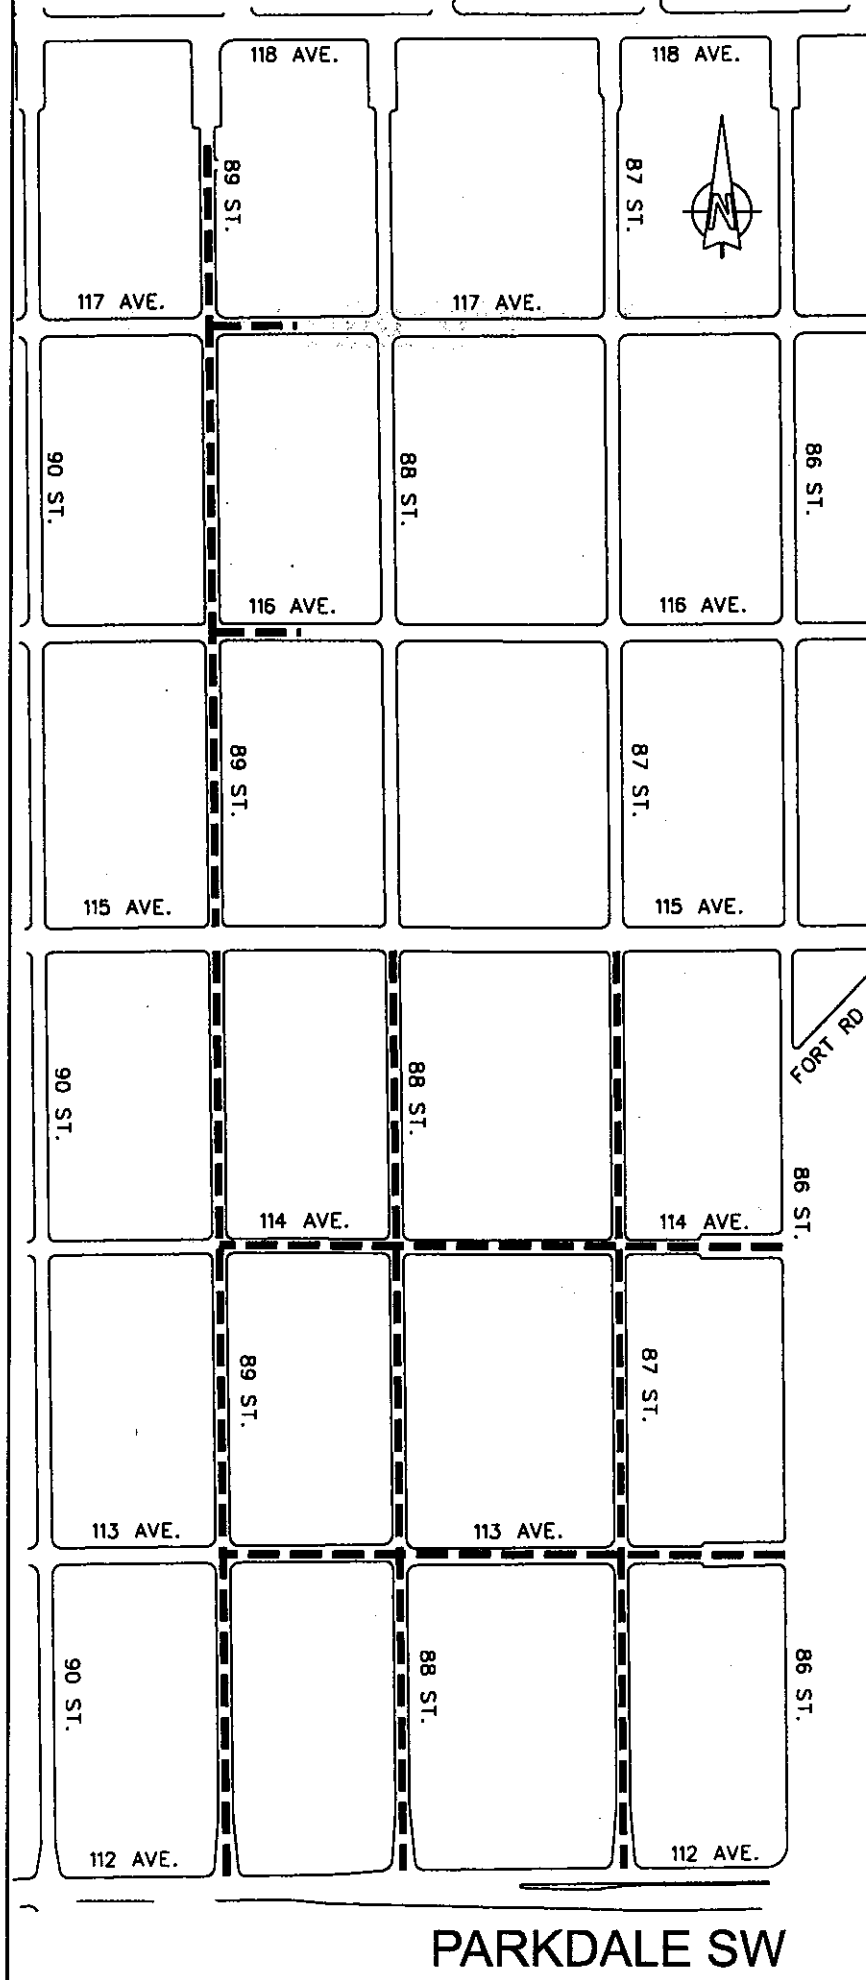 118 AVE.
118 AVE.
89 ST.
87 ST.
N
117 AVE.
117 AVE.
90 ST.
88 ST.
86 ST.
116 AVE.
116 AVE.
89 ST.
87 ST.
115 AVE.
115 AVE.
FORT RD
90 ST.
88 ST.
86 ST.
114 AVE.
114 AVE.
89 ST.
87 ST.
113 AVE.
113 AVE.
90 ST.
88 ST.
86 ST.
112 AVE.
112 AVE.
PARKDALE SW